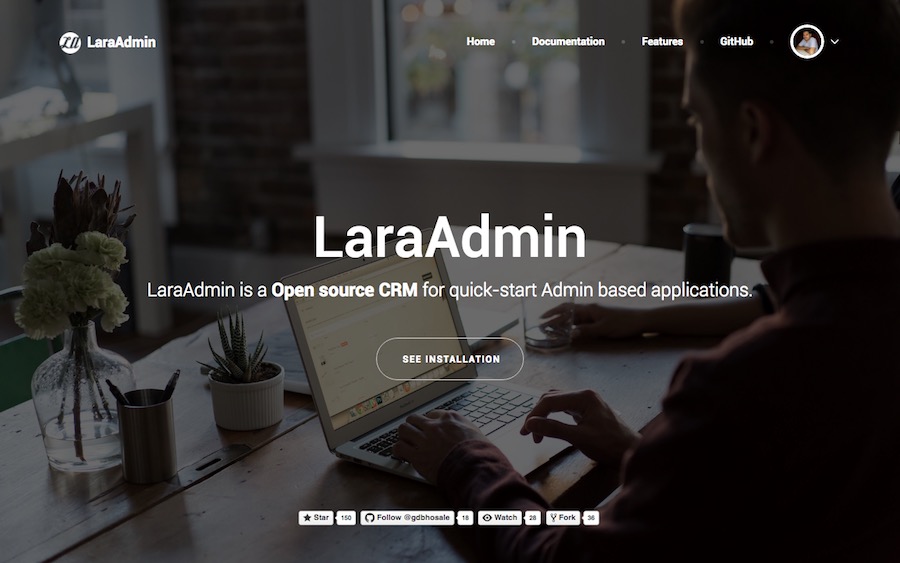 LaraAdmin
Home
Documentation
Features
GitHub
LaraAdmin
LaraAdmin is a Open source CRM for quick-start Admin based applications.
SEE INSTALLATION
Star 150
Follow @gdbhosale 18
Watch 28
Fork 36